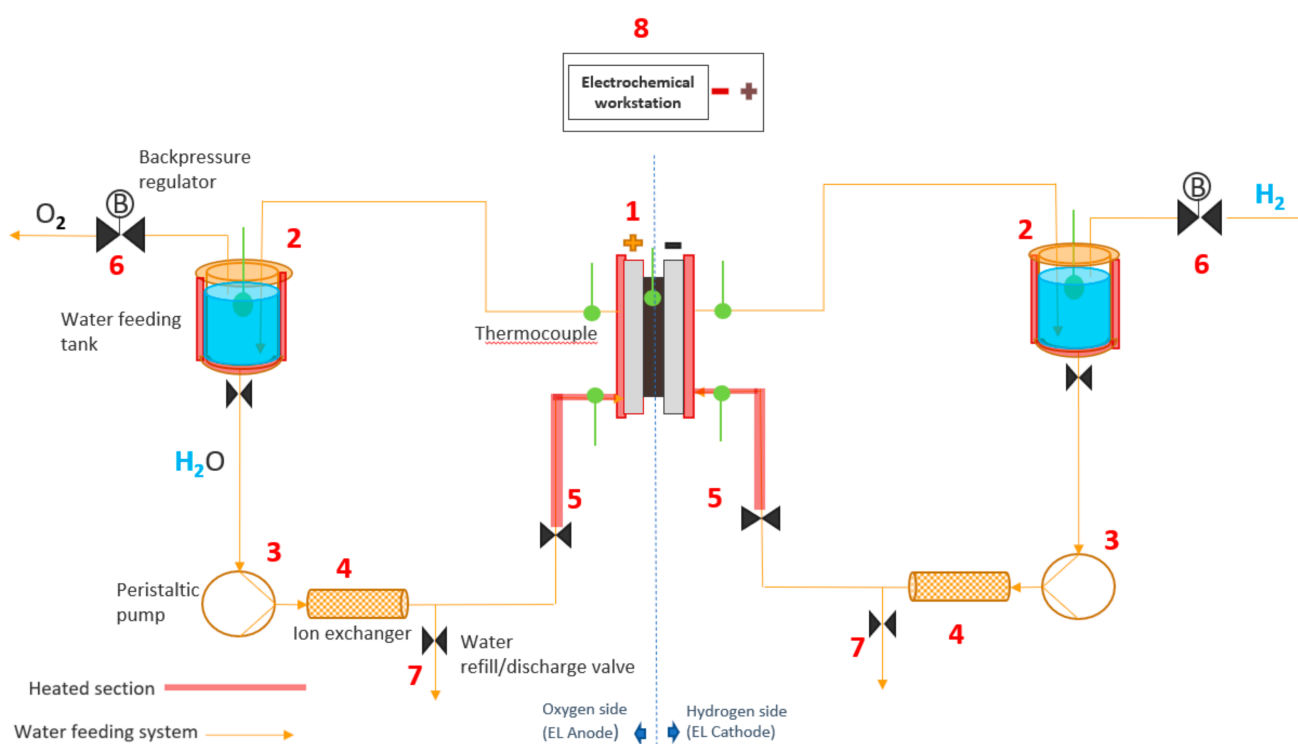 8
Electrochemical
workstation
− +
Backpressure
regulator
B
O₂
6
2
1
+ −
2
B
H₂
6
Water feeding
tank
Thermocouple
H₂O
5
5
3
Peristaltic
pump
4
Ion exchanger
7
Water
refill/discharge valve
3
4
7
Heated section
Water feeding system
Oxygen side
(EL Anode)
Hydrogen side
(EL Cathode)